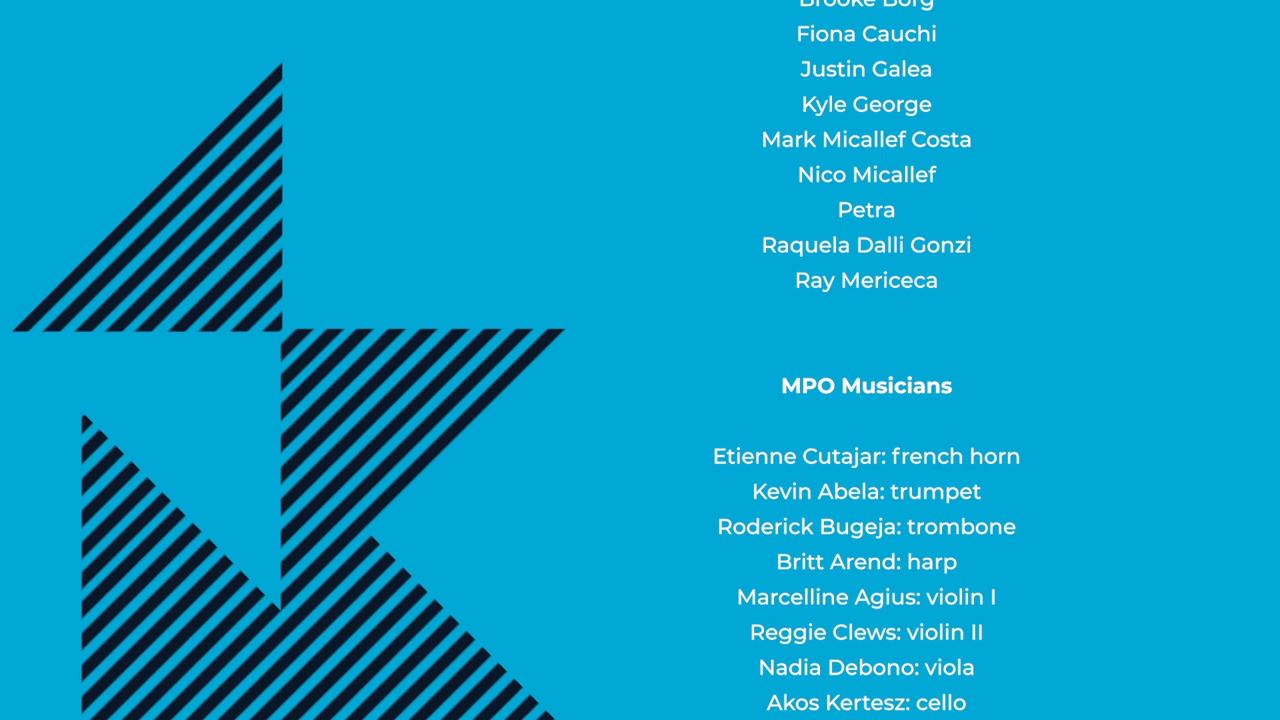 Brooke Borg
Fiona Cauchi
Justin Galea
Kyle George
Mark Micallef Costa
Nico Micallef
Petra
Raquela Dalli Gonzi
Ray Mericeca
MPO Musicians
Etienne Cutajar: french horn
Kevin Abela: trumpet
Roderick Bugeja: trombone
Britt Arend: harp
Marcelline Agius: violin I
Reggie Clews: violin II
Nadia Debono: viola
Akos Kertesz: cello